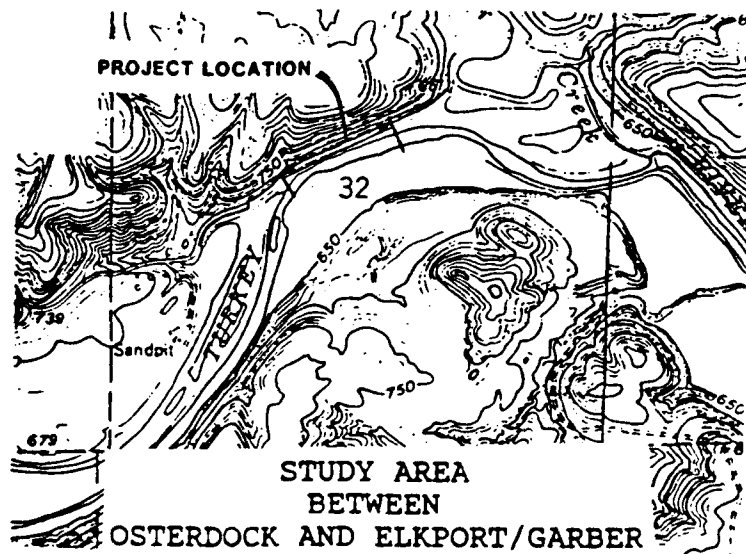 PROJECT LOCATION
Creek
650
32
650
TURKEY
739
Sandpit
750
650
679
STUDY AREA
BETWEEN
OSTERDOCK AND ELKPORT/GARBER